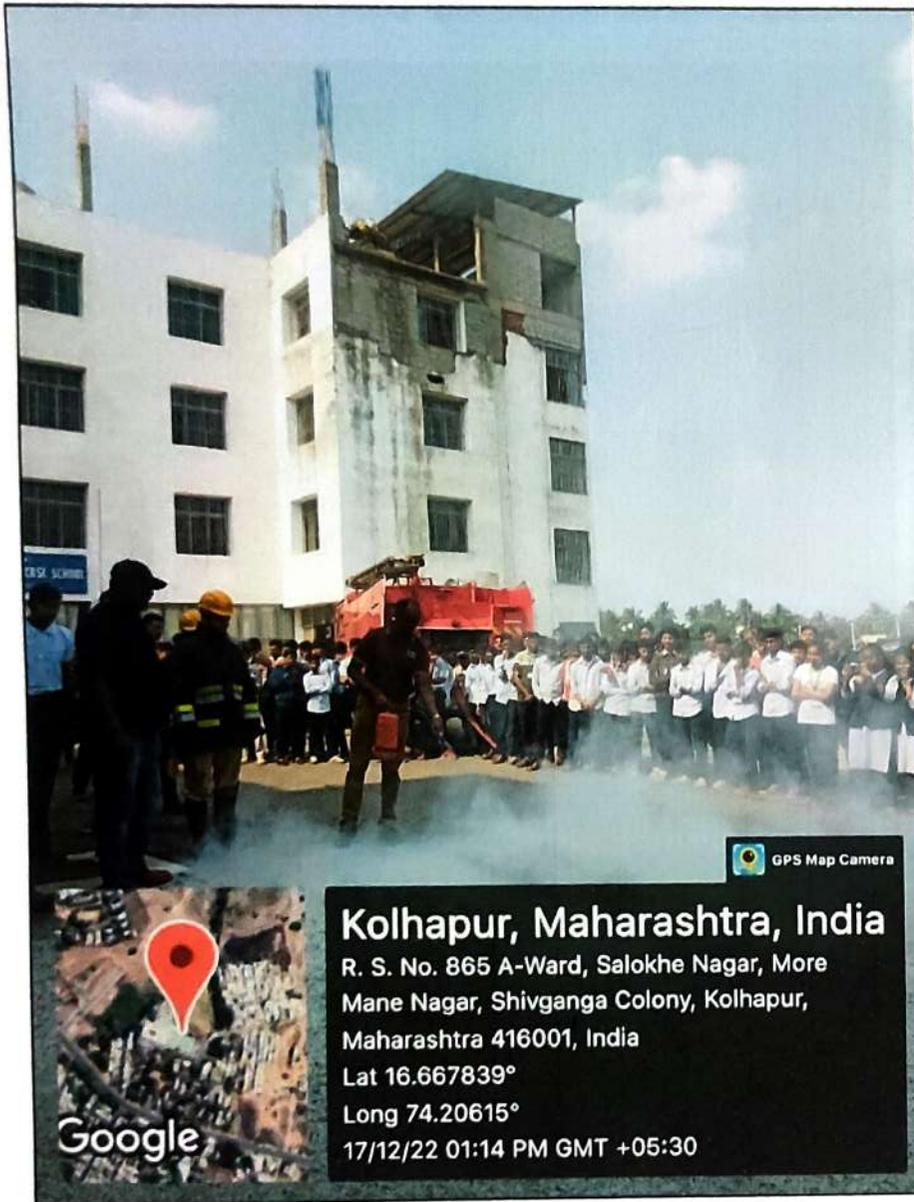 SCHOOL
GPS Map Camera
Kolhapur, Maharashtra, India
R. S. No. 865 A-Ward, Salokhe Nagar, More
Mane Nagar, Shivganga Colony, Kolhapur,
Maharashtra 416001, India
Lat 16.667839°
Long 74.20615°
17/12/22 01:14 PM GMT +05:30
Google